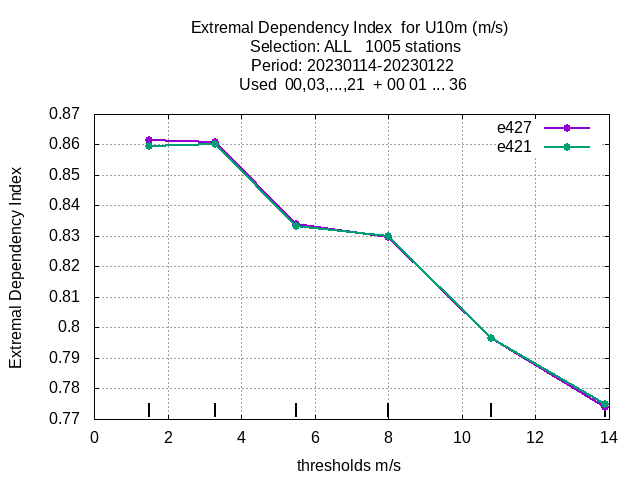 Extremal Dependency Index  for U10m (m/s)
Selection: ALL   1005 stations
Period: 20230114-20230122
Used  00,03,...,21  + 00 01 ... 36
e427
e421
Extremal Dependency Index
0.87
0.86
0.85
0.84
0.83
0.82
0.81
0.8
0.79
0.78
0.77
0 2 4 6 8 10 12 14
thresholds m/s